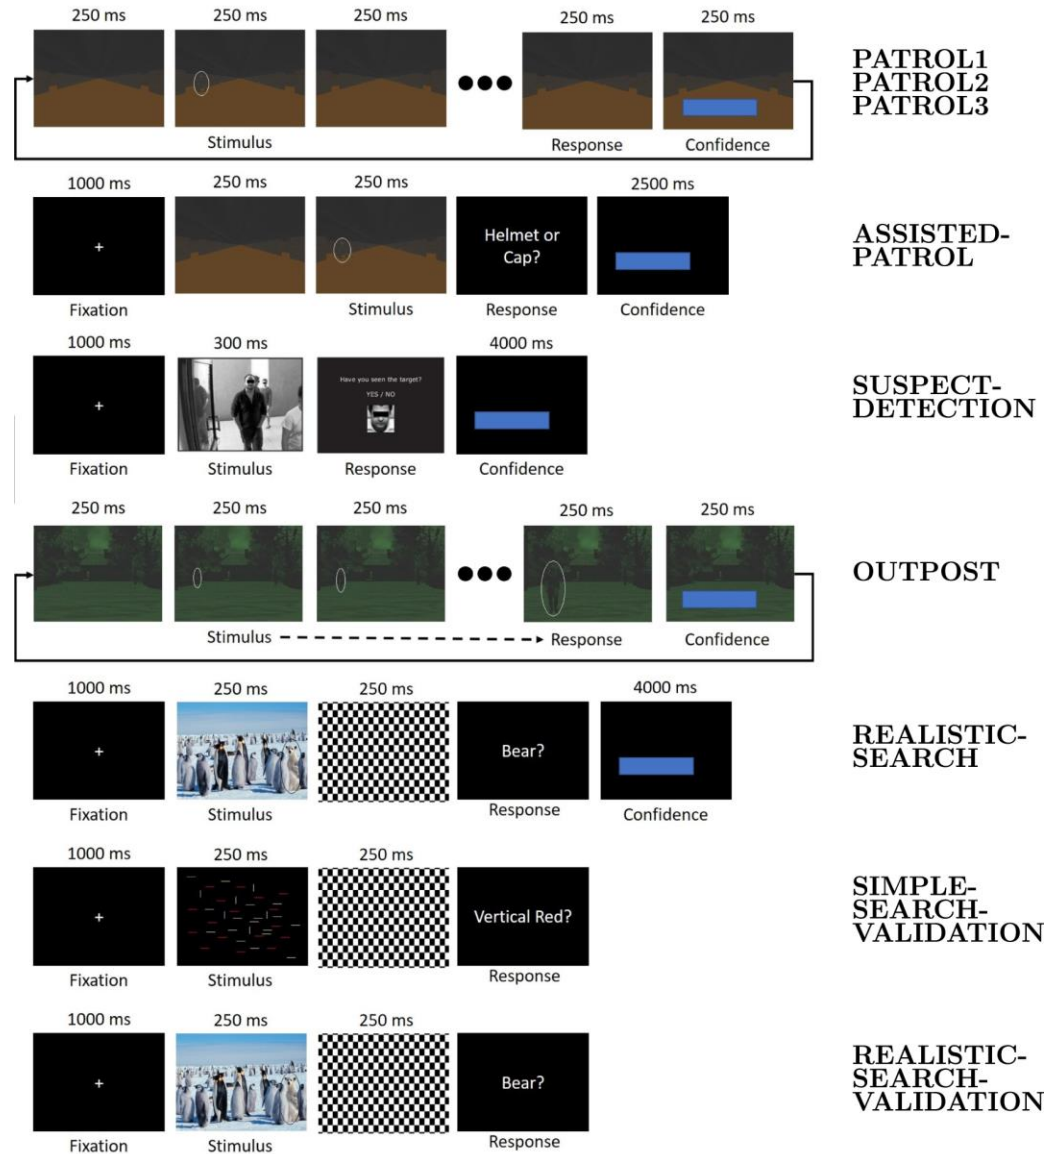 250 ms 250 ms 250 ms 250 ms 250 ms
PATROL1
PATROL2
PATROL3
Stimulus Response Confidence
1000 ms 250 ms 250 ms 2500 ms
+
Helmet or
Cap?
ASSISTED-
PATROL
Fixation Stimulus Response Confidence
1000 ms 300 ms 4000 ms
+
Have you seen the target?
YES / NO
SUSPECT-
DETECTION
Fixation Stimulus Response Confidence
250 ms 250 ms 250 ms 250 ms 250 ms
OUTPOST
Stimulus Response Confidence
1000 ms 250 ms 250 ms 4000 ms
+
Bear?
REALISTIC-
SEARCH
Fixation Stimulus Response Confidence
1000 ms 250 ms 250 ms
+
Vertical Red?
SIMPLE-
SEARCH-
VALIDATION
Fixation Stimulus Response
1000 ms 250 ms 250 ms
+
Bear?
REALISTIC-
SEARCH-
VALIDATION
Fixation Stimulus Response